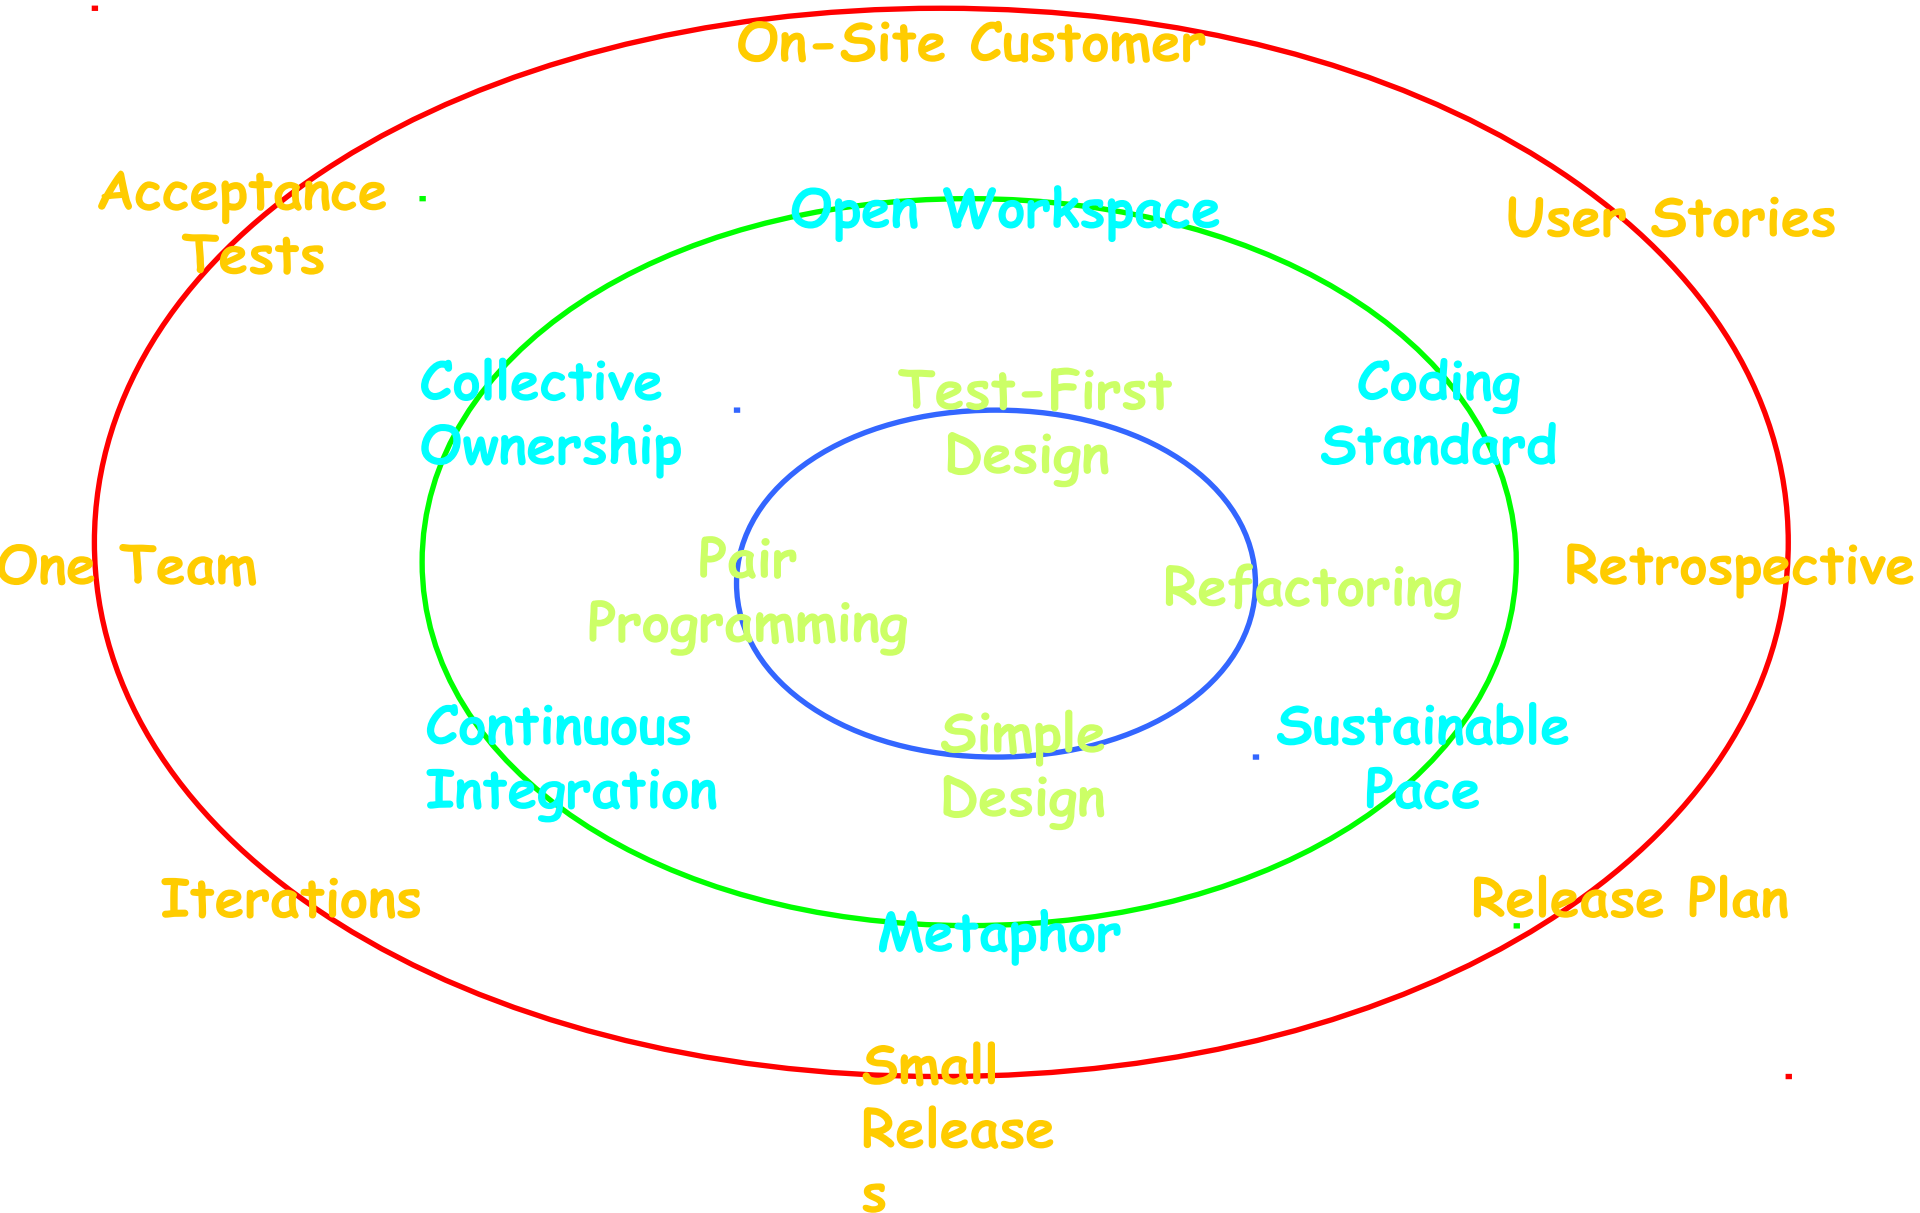 On-Site Customer
Acceptance
Tests
Open Workspace
User Stories
Collective
Ownership
Test-First
Design
Coding
Standard
One Team
Pair
Programming
Refactoring
Retrospective
Continuous
Integration
Simple
Design
Sustainable
Pace
Iterations
Metaphor
Release Plan
Small
Release
s